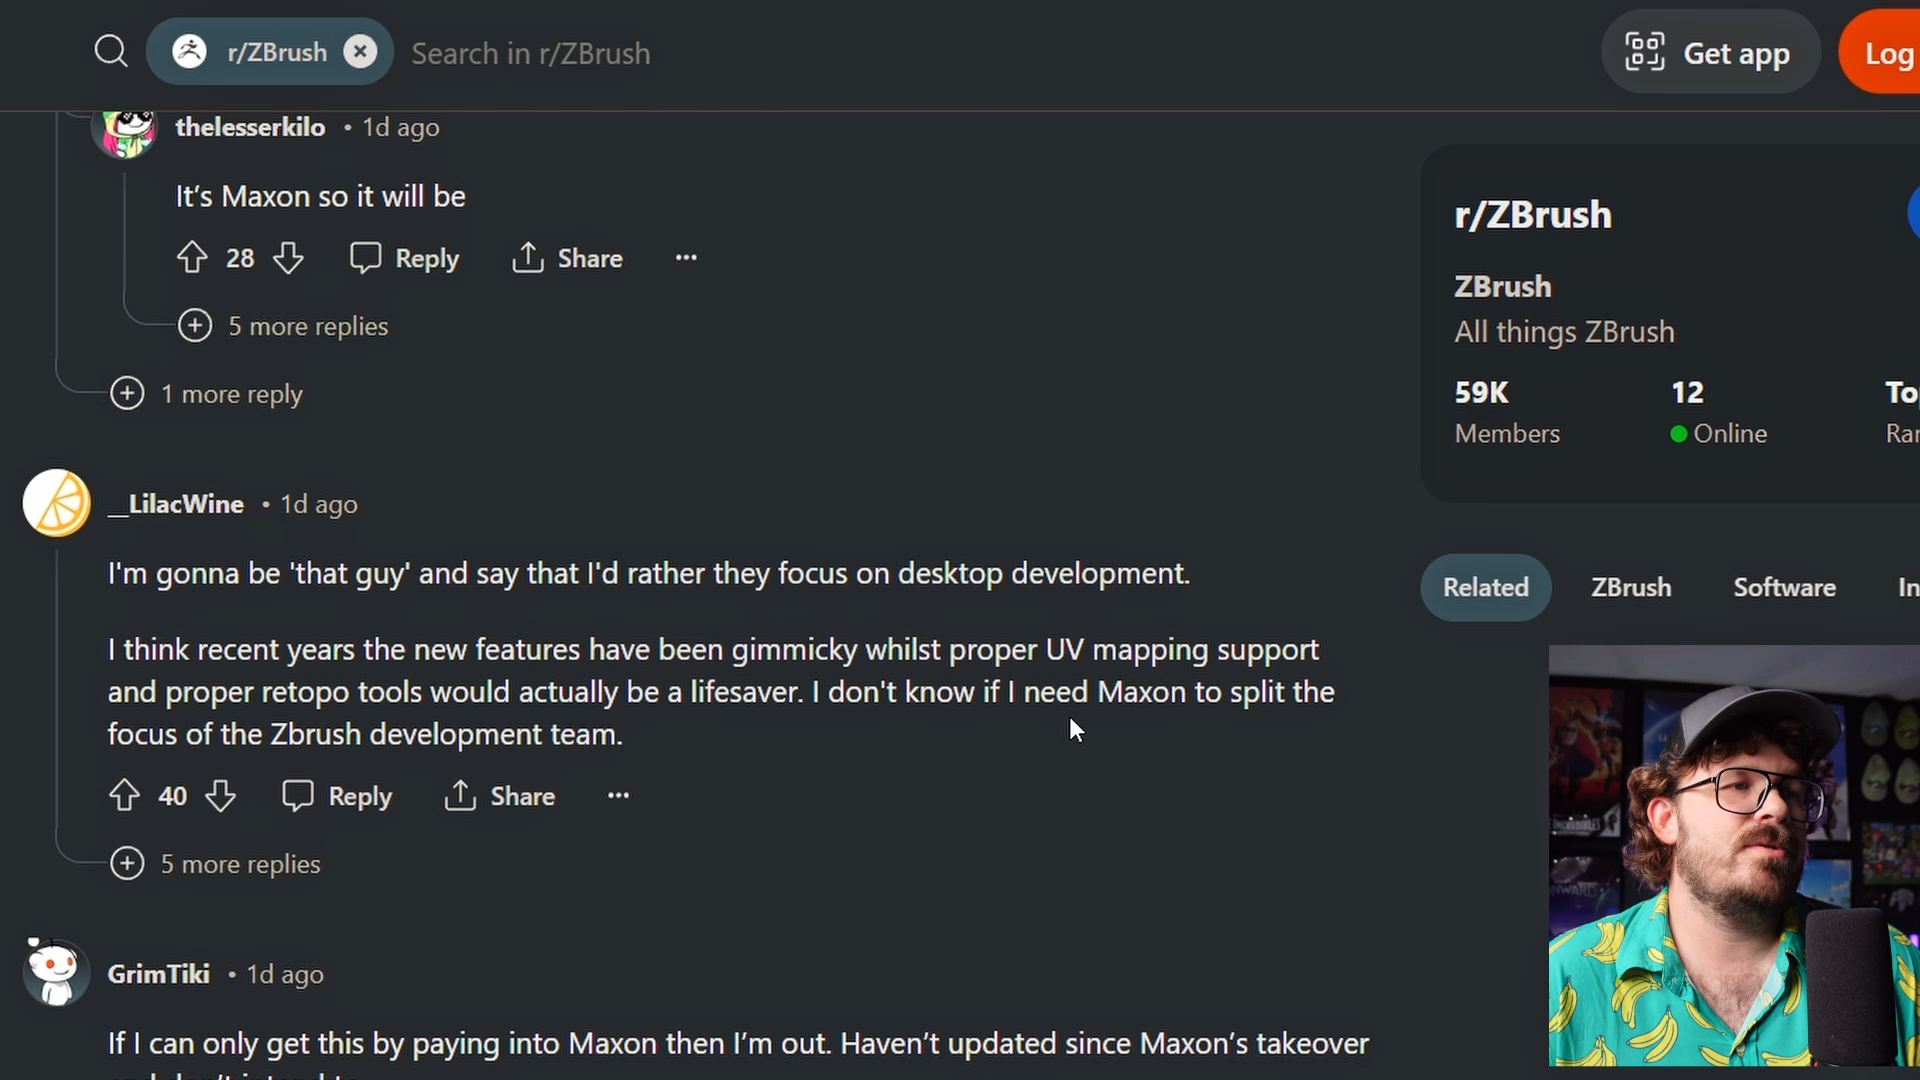 r/ZBrush
Search in r/ZBrush
Get app
Log
thelesserkilo • 1d ago
It's Maxon so it will be
28 Reply Share
5 more replies
1 more reply
__LilacWine • 1d ago
I'm gonna be 'that guy' and say that I'd rather they focus on desktop development.
I think recent years the new features have been gimmicky whilst proper UV mapping support
and proper retopo tools would actually be a lifesaver. I don't know if I need Maxon to split the
focus of the Zbrush development team.
40 Reply Share
5 more replies
GrimTiki • 1d ago
If I can only get this by paying into Maxon then I'm out. Haven't updated since Maxon's takeover
r/ZBrush
ZBrush
All things ZBrush
59K 12 To
Members Online Ran
Related ZBrush Software In